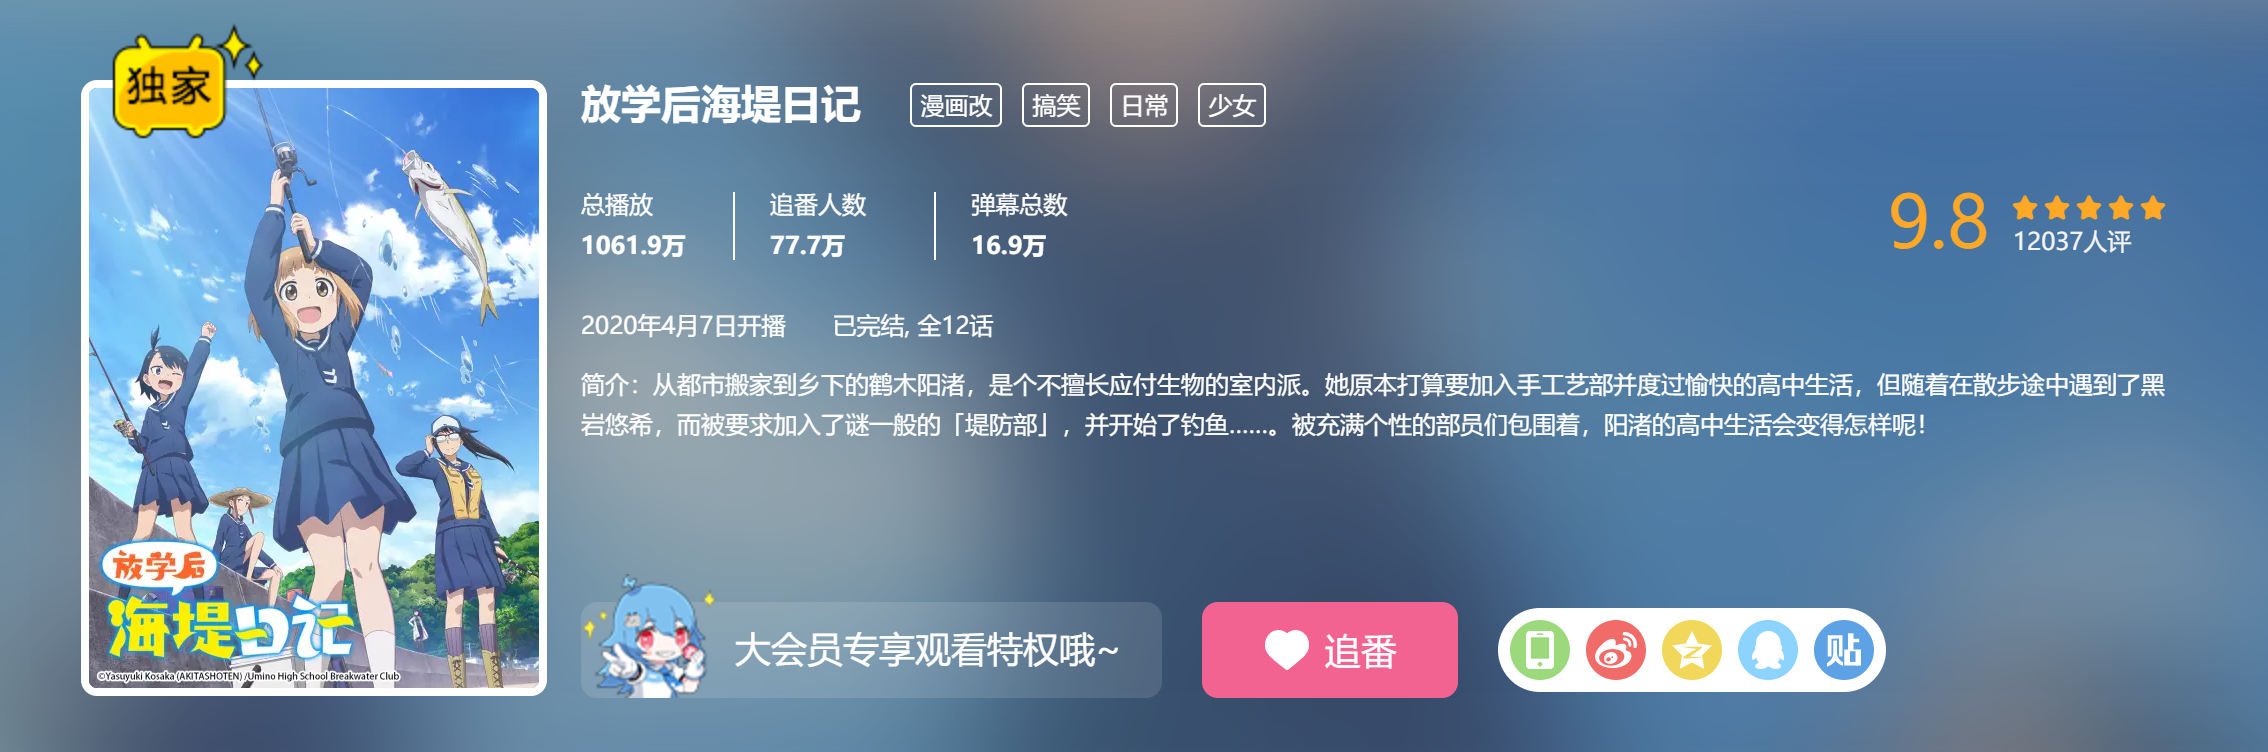 独家
放学后海堤日记
漫画改 搞笑 日常 少女
总播放 追番人数 弹幕总数
1061.9万 77.7万 16.9万
9.8
12037人评
2020年4月7日开播 已完结, 全12话
简介：从都市搬家到乡下的鹤木阳渚，是个不擅长应付生物的室内派。她原本打算要加入手工艺部并度过愉快的高中生活，但随着在散步途中遇到了黑
岩悠希，而被要求加入了谜一般的「堤防部」，并开始了钓鱼……。被充满个性的部员们包围着，阳渚的高中生活会变得怎样呢！
放学后
海堤日记
©Yasuyuki Kosaka (AKITASHOTEN) /Umino High School Breakwater Club
大会员专享观看特权哦~
追番
贴